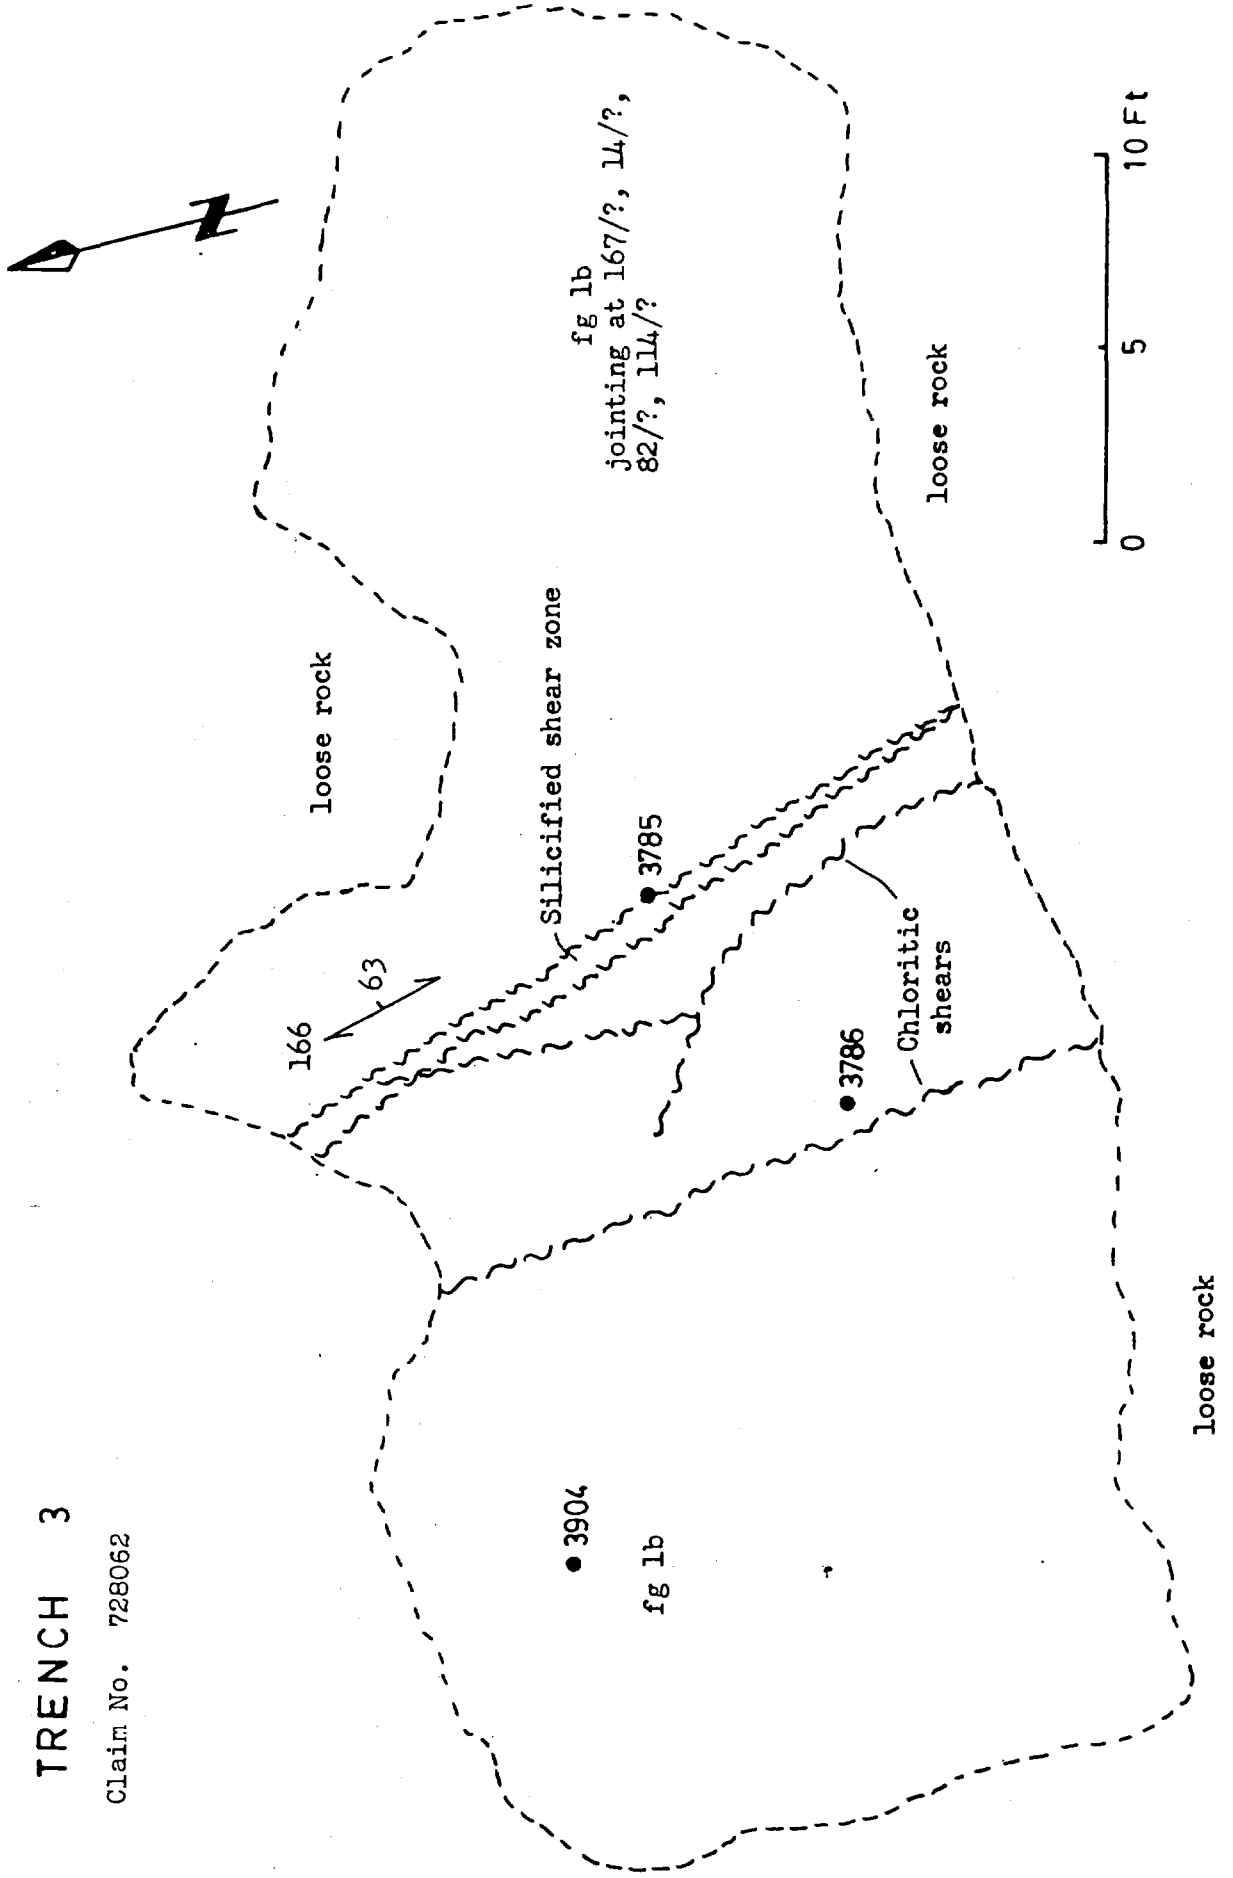 TRENCH 3
Claim No. 728062
N
loose rock
166
63
Silicified shear zone
3785
fg lb
jointing at 167/?, 14/?,
82/?, 114/?
3904
fg lb
3786
Chloritic
shears
loose rock
0 5 10 Ft
loose rock